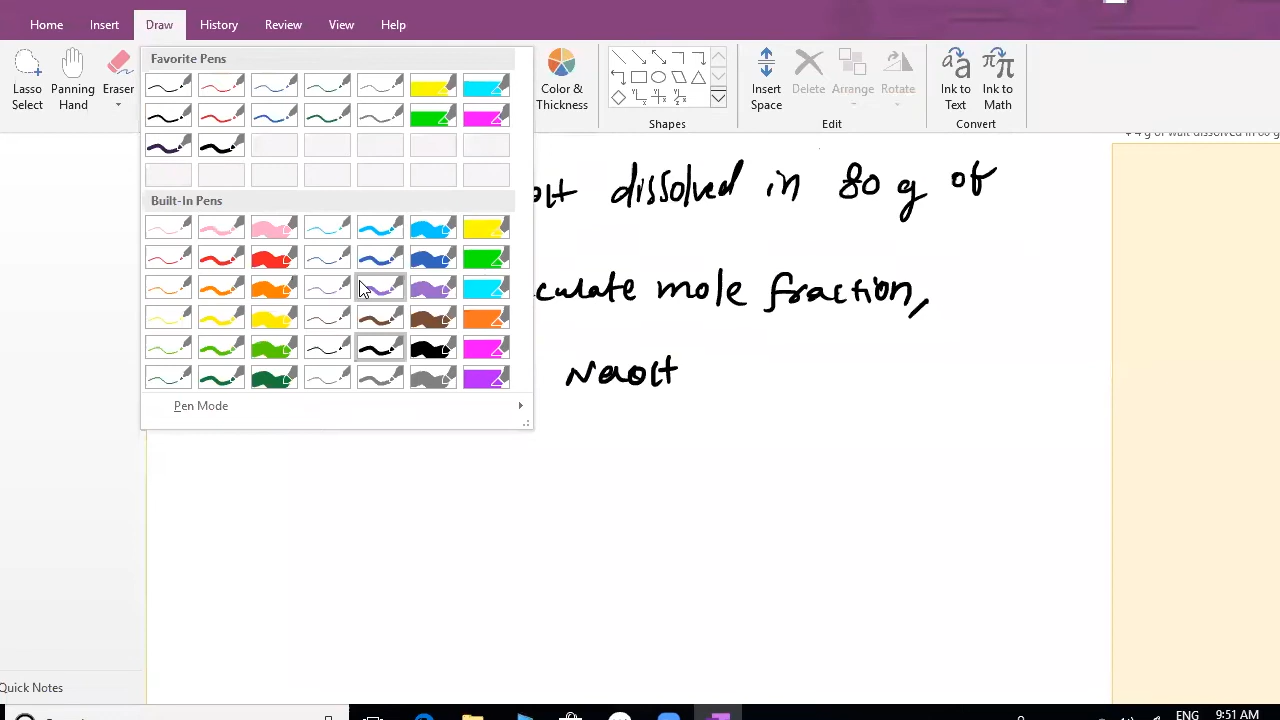 Home Insert Draw History Review View Help
Favorite Pens
Built-In Pens
Pen Mode
Lasso Select
Panning Hand
Eraser
Color & Thickness
Shapes
Insert Space
Delete
Arrange
Rotate
Edit
Ink to Text
Ink to Math
Convert
dissolved in 80 g of
culate mole fraction,
NaOH
Quick Notes
ENG 9:51 AM